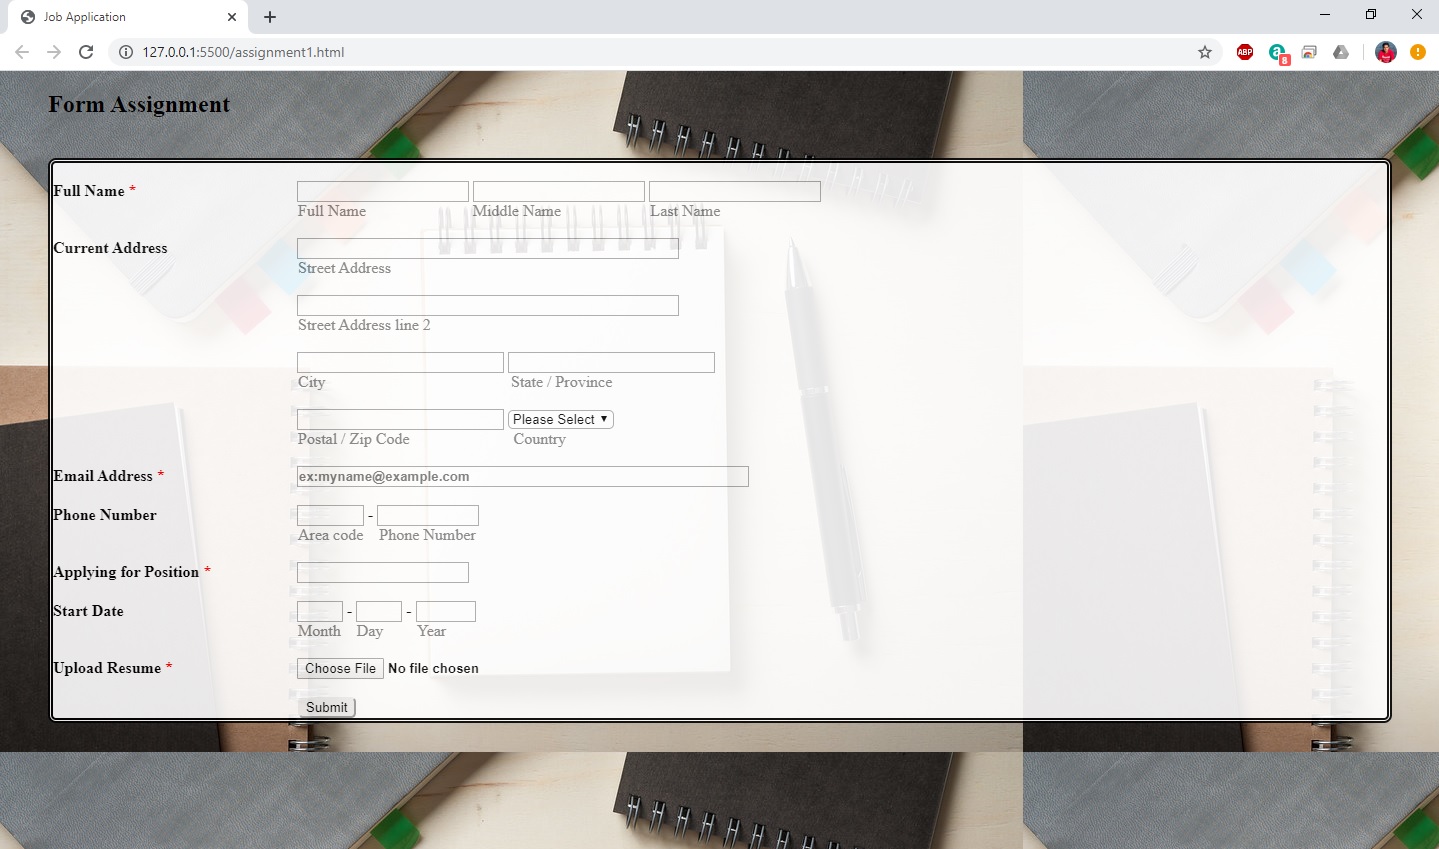 Job Application
127.0.0.1:5500/assignment1.html
ABP
a
8
Form Assignment
Full Name *
Full Name Middle Name Last Name
Current Address
Street Address
Street Address line 2
City State / Province
Please Select
Postal / Zip Code Country
Email Address * ex:myname@example.com
Phone Number - 
Area code Phone Number
Applying for Position *
Start Date - -
Month Day Year
Upload Resume * Choose File No file chosen
Submit